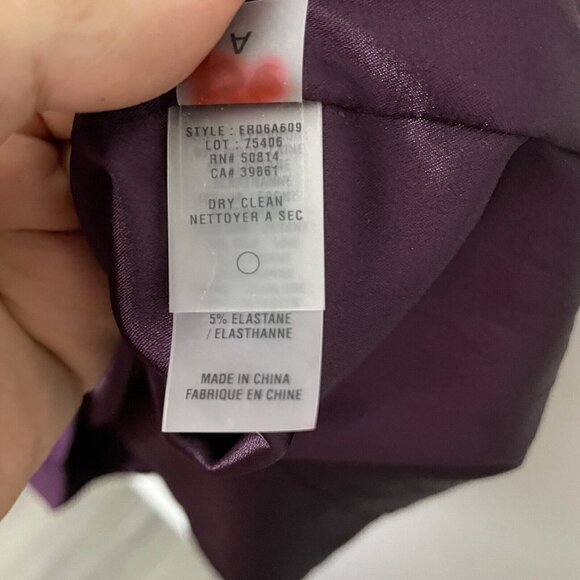 A
STYLE : ER06A609
LOT : 75406
RN# 50814
CA# 39861
DRY CLEAN
NETTOYER A SEC
5% ELASTANE
/ ELASTHANNE
MADE IN CHINA
FABRIQUE EN CHINE